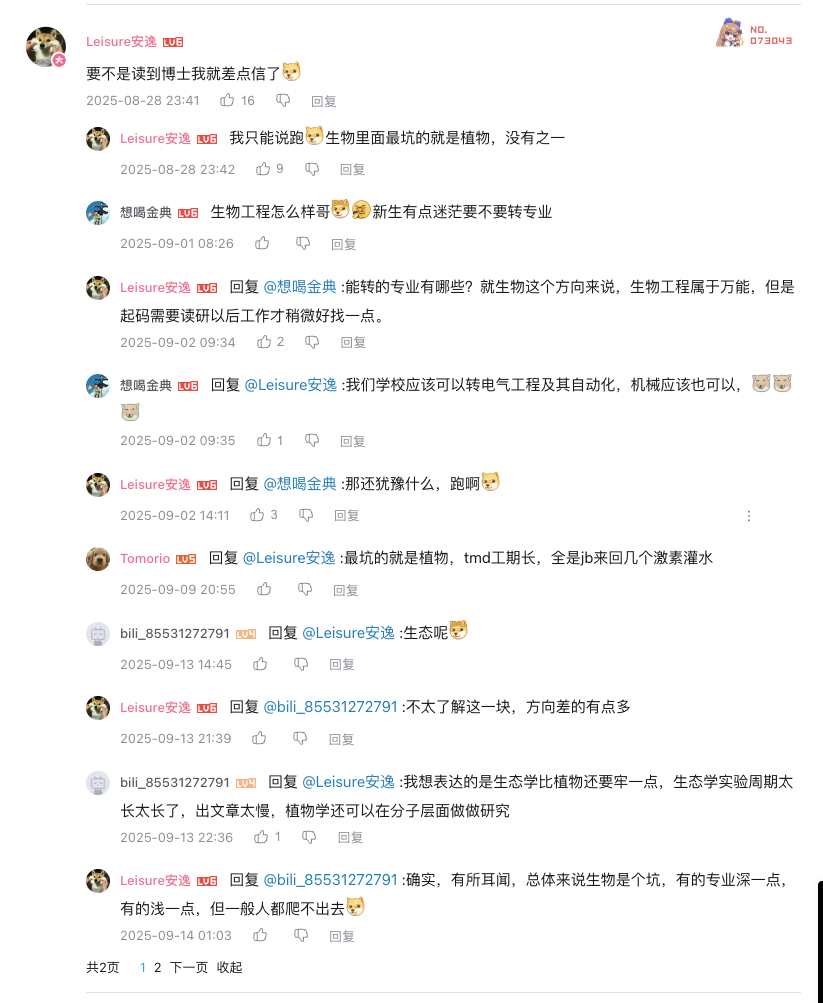 Leisure安逸 LV6
NO.
073043
要不是读到博士我就差点信了
2025-08-28 23:41 16 回复
Leisure安逸 LV6 我只能说跑生物里面最坑的就是植物，没有之一
2025-08-28 23:42 9 回复
想喝金典 LV6 生物工程怎么样哥新生有点迷茫要不要转专业
2025-09-01 08:26 回复
Leisure安逸 LV6 回复 @想喝金典 :能转的专业有哪些？就生物这个方向来说，生物工程属于万能，但是
起码需要读研以后工作才稍微好找一点。
2025-09-02 09:34 2 回复
想喝金典 LV6 回复 @Leisure安逸 :我们学校应该可以转电气工程及其自动化，机械应该也可以，
2025-09-02 09:35 1 回复
Leisure安逸 LV6 回复 @想喝金典 :那还犹豫什么，跑啊
2025-09-02 14:11 3 回复
Tomorio LV5 回复 @Leisure安逸 :最坑的就是植物，tmd工期长，全是jb来回几个激素灌水
2025-09-09 20:55 回复
bili_85531272791 LV4 回复 @Leisure安逸 :生态呢
2025-09-13 14:45 回复
Leisure安逸 LV6 回复 @bili_85531272791 :不太了解这一块，方向差的有点多
2025-09-13 21:39 回复
bili_85531272791 LV4 回复 @Leisure安逸 :我想表达的是生态学比植物还要牢一点，生态学实验周期太
长太长了，出文章太慢，植物学还可以在分子层面做做研究
2025-09-13 22:36 1 回复
Leisure安逸 LV6 回复 @bili_85531272791 :确实，有所耳闻，总体来说生物是个坑，有的专业深一点，
有的浅一点，但一般人都爬不出去
2025-09-14 01:03 回复
共2页 1 2 下一页 收起